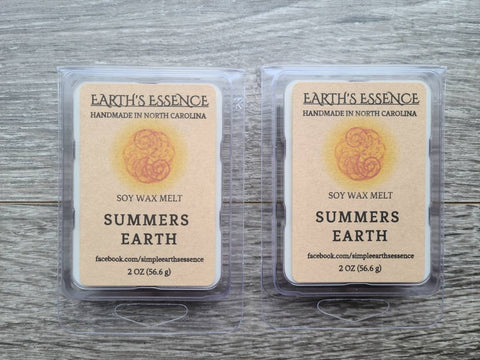 EARTH'S ESSENCE
HANDMADE IN NORTH CAROLINA
SOY WAX MELT
SUMMERS
EARTH
facebook.com/simpleearthsessence
2 OZ (56.6 g)
EARTH'S ESSENCE
HANDMADE IN NORTH CAROLINA
SOY WAX MELT
SUMMERS
EARTH
facebook.com/simpleearthsessence
2 OZ (56.6 g)